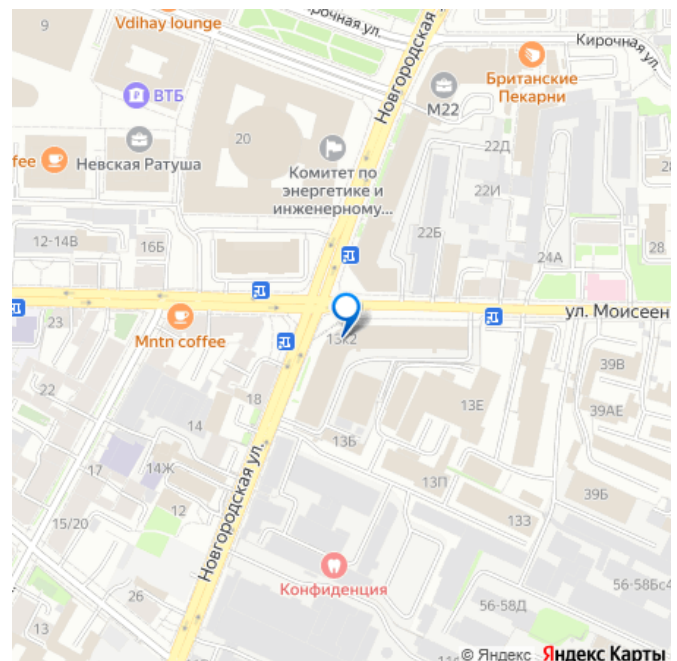 9
Vdihay lounge
Кирочная ул.
Новгородская
Кирочная ул.
ВТБ
Британские
Пекарни
М22
20
22Д
fee
Невская Ратуша
Комитет по
энергетике и
инженерному...
22И
12-14В
16Б
22Б
24А
28
ул. Моисеен
23
Mntn coffee
13к2
39В
22
18
13Е
39АЕ
14
13Б
17
14Ж
13П
39Б
12
133
15/20
Новгородская ул.
Конфиденция
26
56-58Бс4
56-58Д
13
© Яндекс Яндекс Карты